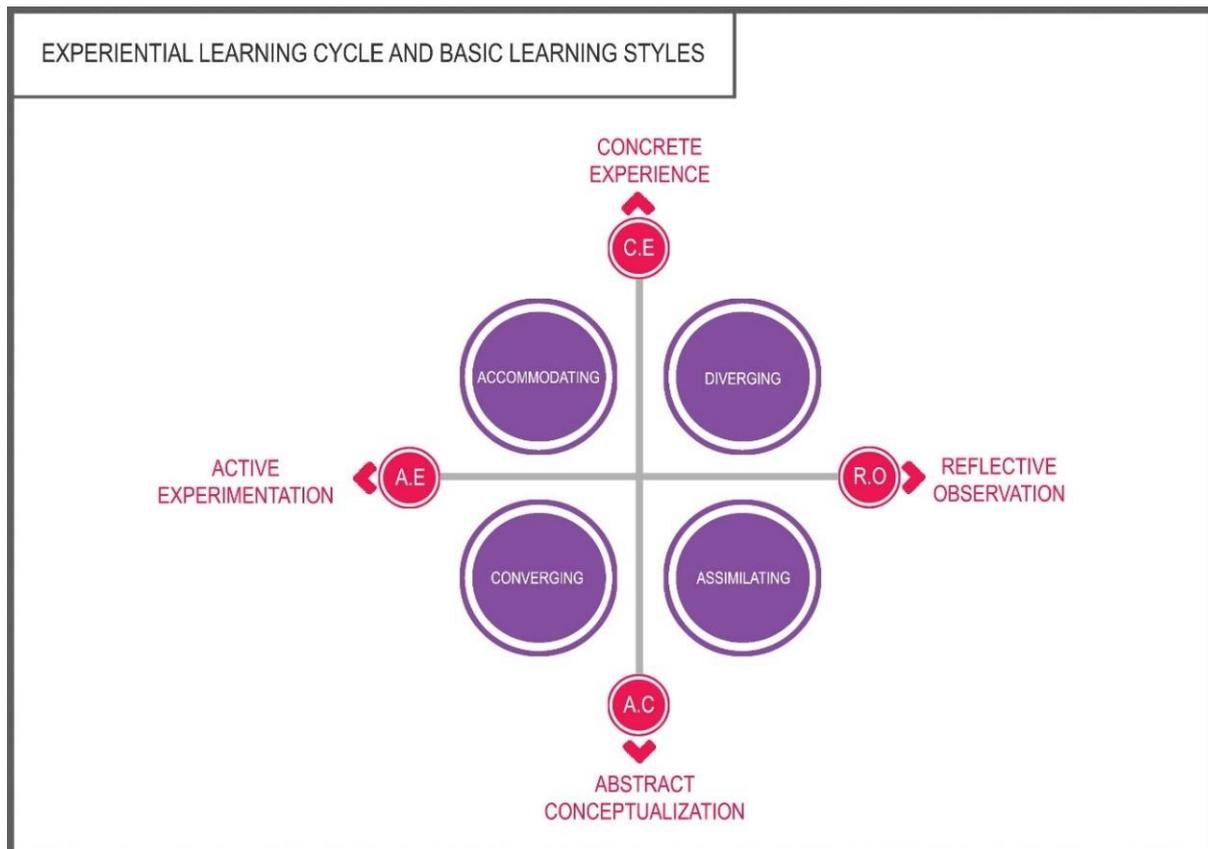 EXPERIENTIAL LEARNING CYCLE AND BASIC LEARNING STYLES
CONCRETE
EXPERIENCE
C.E
ACCOMMODATING
DIVERGING
ACTIVE
EXPERIMENTATION
A.E
R.O
REFLECTIVE
OBSERVATION
CONVERGING
ASSIMILATING
A.C
ABSTRACT
CONCEPTUALIZATION